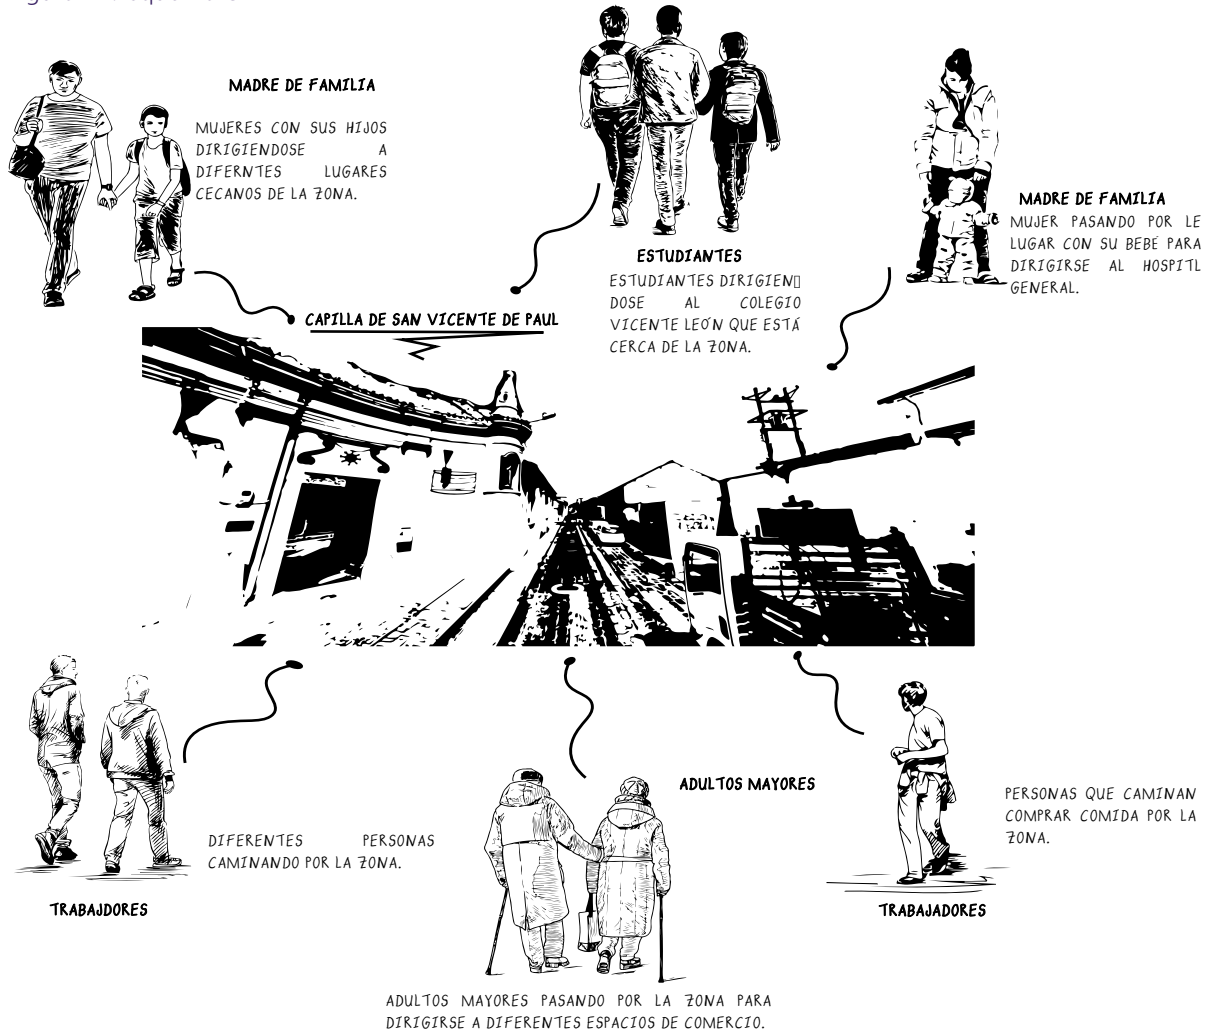 MADRE DE FAMILIA
MUJERES CON SUS HIJOS
DIRIGIENDOSE A
DIFERNTES LUGARES
CECANOS DE LA ZONA.
ESTUDIANTES
ESTUDIANTES DIRIGIEN▯
DOSE AL COLEGIO
VICENTE LEÓN QUE ESTÁ
CERCA DE LA ZONA.
MADRE DE FAMILIA
MUJER PASANDO POR LE
LUGAR CON SU BEBÉ PARA
DIRIGIRSE AL HOSPITL
GENERAL.
CAPILLA DE SAN VICENTE DE PAUL
DIFERENTES PERSONAS
CAMINANDO POR LA ZONA.
TRABAJDORES
ADULTOS MAYORES
ADULTOS MAYORES PASANDO POR LA ZONA PARA
DIRIGIRSE A DIFERENTES ESPACIOS DE COMERCIO.
PERSONAS QUE CAMINAN
COMPRAR COMIDA POR LA
ZONA.
TRABAJADORES